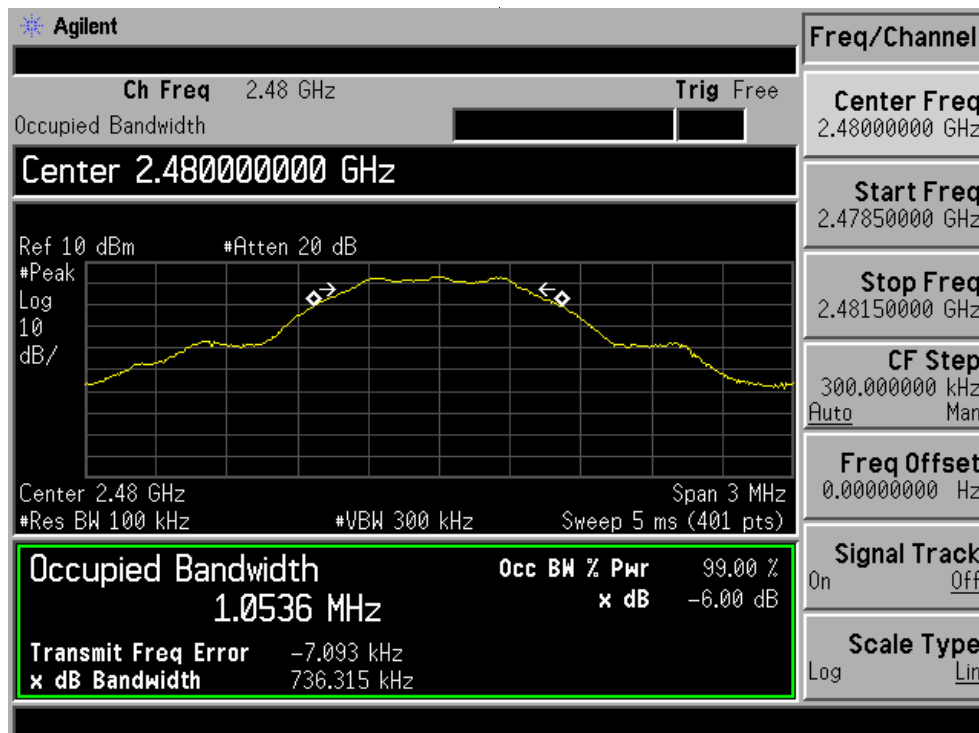 Agilent
Freq/Channel
Ch Freq 2.48 GHz Trig Free
Occupied Bandwidth
Center 2.480000000 GHz
Ref 10 dBm #Atten 20 dB
#Peak
Log
10
dB/
Center 2.48 GHz Span 3 MHz
#Res BW 100 kHz #VBW 300 kHz Sweep 5 ms (401 pts)
Occupied Bandwidth
1.0536 MHz
Occ BW % Pwr 99.00 %
x dB -6.00 dB
Transmit Freq Error -7.093 kHz
x dB Bandwidth 736.315 kHz
Center Freq
2.48000000 GHz
Start Freq
2.47850000 GHz
Stop Freq
2.48150000 GHz
CF Step
300.000000 kHz
Auto Man
Freq Offset
0.00000000 Hz
Signal Track
On Off
Scale Type
Log Lin